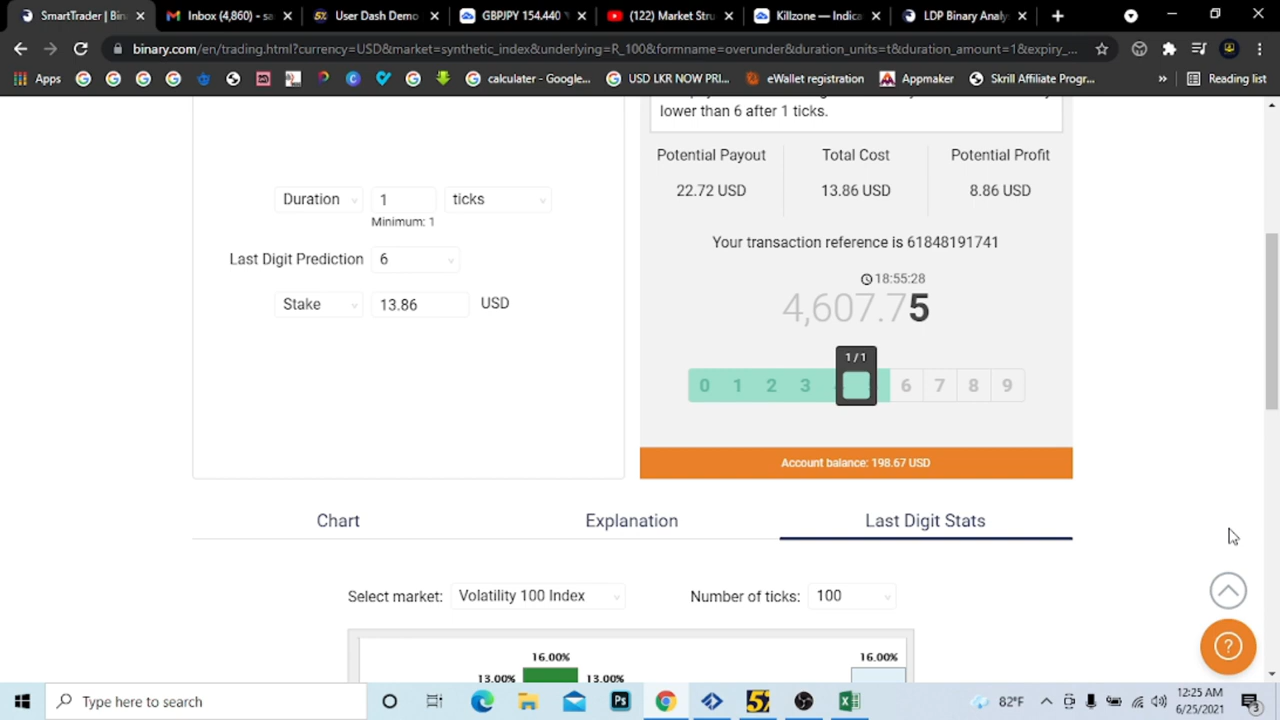 SmartTrader | Bin
Inbox (4,860) - sa
User Dash Demo
GBPJPY 154.440
(122) Market Stru
Killzone — Indica
LDP Binary Analy
binary.com/en/trading.html?currency=USD&market=synthetic_index&underlying=R_100&formname=overunder&duration_units=t&duration_amount=1&expiry_...
Apps
calculater - Google...
USD LKR NOW PRI...
eWallet registration
Appmaker
Skrill Affiliate Progr...
»
Reading list
lower than 6 after 1 ticks.
Potential Payout
Total Cost
Potential Profit
22.72 USD
13.86 USD
8.86 USD
Duration
1
ticks
Minimum: 1
Last Digit Prediction
6
Stake
13.86
USD
Your transaction reference is 61848191741
18:55:28
4,607.75
1 / 1
0 1 2 3 6 7 8 9
Account balance: 198.67 USD
Chart
Explanation
Last Digit Stats
Select market:
Volatility 100 Index
Number of ticks:
100
16.00%
16.00%
13.00%
13.00%
Type here to search
Ps
82°F
12:25 AM
6/25/2021
3